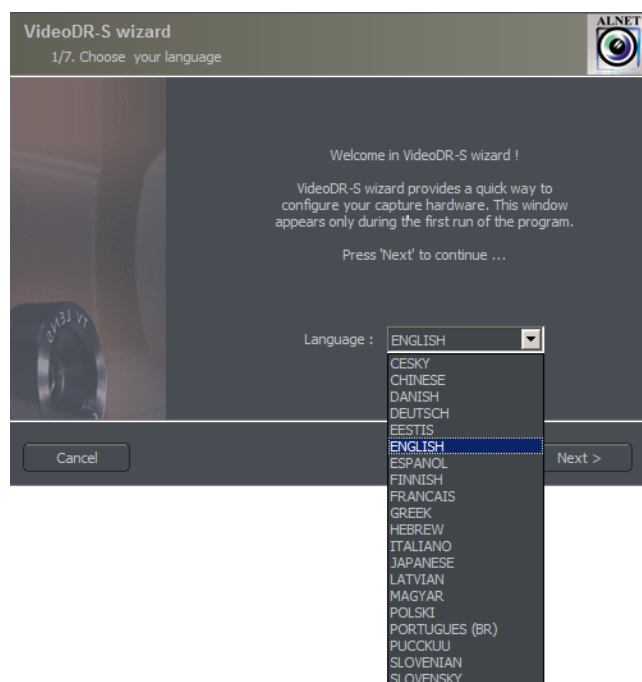 VideoDR-S wizard
1/7. Choose your language
ALNET
Welcome in VideoDR-S wizard !
VideoDR-S wizard provides a quick way to
configure your capture hardware. This window
appears only during the first run of the program.
Press 'Next' to continue ...
TV LENS
Language : ENGLISH
CESKY
CHINESE
DANISH
DEUTSCH
EESTIS
ENGLISH
ESPANOL
FINNISH
FRANCAIS
GREEK
HEBREW
ITALIANO
JAPANESE
LATVIAN
MAGYAR
POLSKI
PORTUGUES (BR)
PUCCKUU
SLOVENIAN
SLOVENSKY
Cancel
Next >